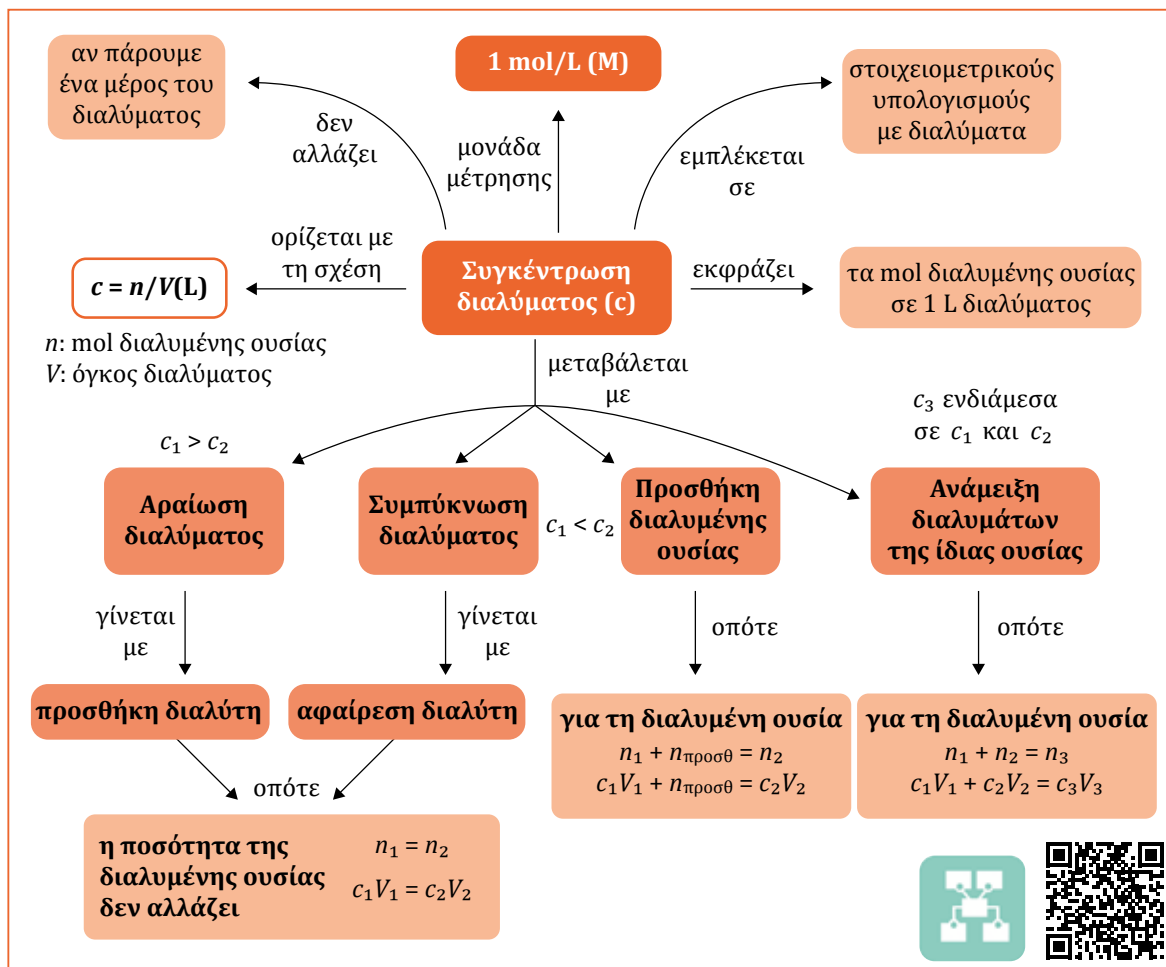 αν πάρουμε
ένα μέρος του
διαλύματος
δεν
αλλάζει
1 mol/L (M)
μονάδα
μέτρησης
στοιχειομετρικούς
υπολογισμούς
με διαλύματα
εμπλέκεται
σε
ορίζεται με
τη σχέση
c = n/V(L)
n: mol διαλυμένης ουσίας
V: όγκος διαλύματος
Συγκέντρωση
διαλύματος (c)
εκφράζει
τα mol διαλυμένης ουσίας
σε 1 L διαλύματος
μεταβάλεται
με
c₁ > c₂
Αραίωση
διαλύματος
Συμπύκνωση
διαλύματος
c₁ < c₂
Προσθήκη
διαλυμένης
ουσίας
c₃ ενδιάμεσα
σε c₁ και c₂
Ανάμειξη
διαλυμάτων
της ίδιας ουσίας
γίνεται
με
γίνεται
με
οπότε
οπότε
προσθήκη διαλύτη
αφαίρεση διαλύτη
οπότε
η ποσότητα της
διαλυμένης ουσίας
δεν αλλάζει
n₁ = n₂
c₁V₁ = c₂V₂
για τη διαλυμένη ουσία
n₁ + nπροσθ = n₂
c₁V₁ + nπροσθ = c₂V₂
για τη διαλυμένη ουσία
n₁ + n₂ = n₃
c₁V₁ + c₂V₂ = c₃V₃